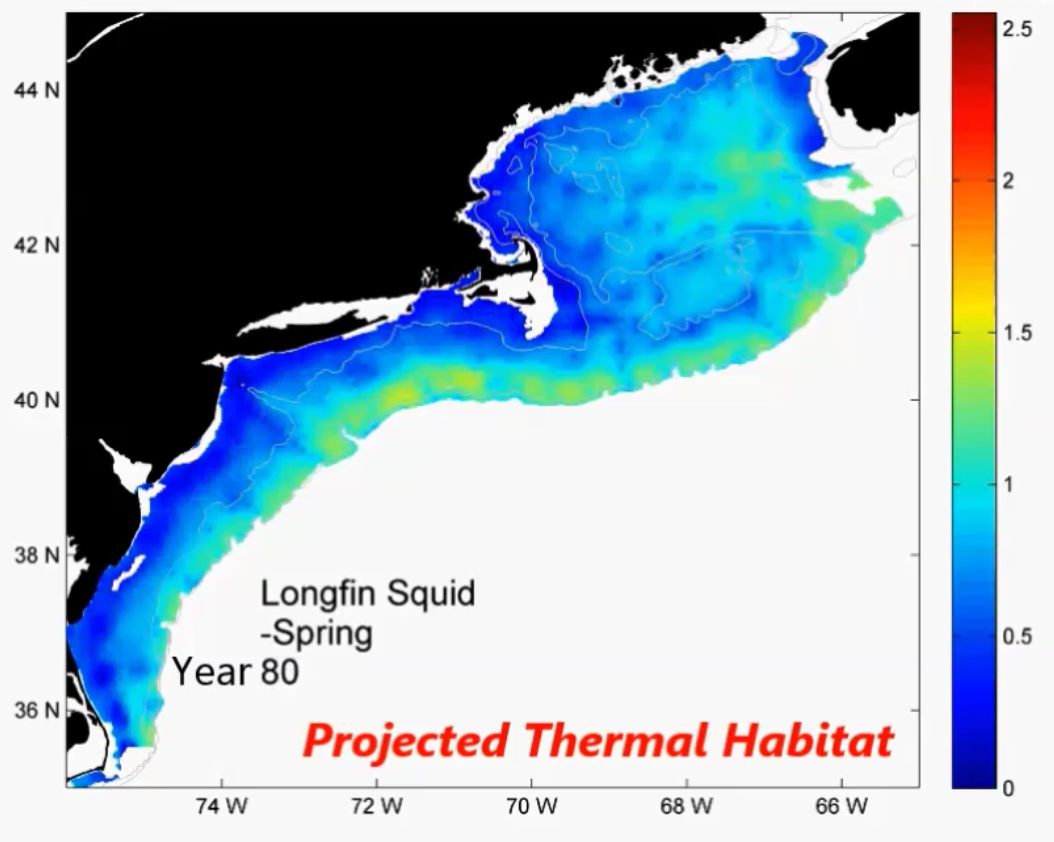 44 N
42 N
40 N
38 N
36 N
74 W
72 W
70 W
68 W
66 W
2.5
2
1.5
1
0.5
0
Longfin Squid
-Spring
Year 80
Projected Thermal Habitat